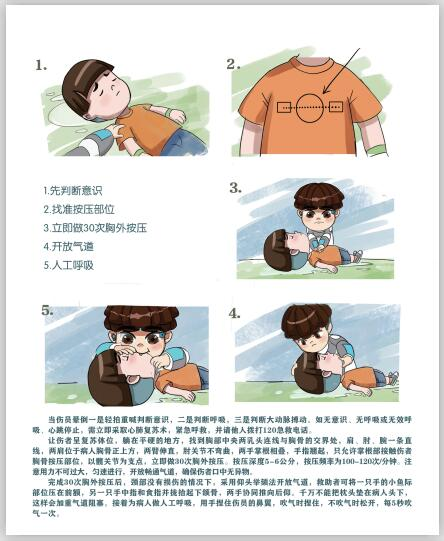 1.
2.
1.先判断意识
2.找准按压部位
3.立即做30次胸外按压
4.开放气道
5.人工呼吸
3.
5.
4.
当伤员晕倒一是轻拍重喊判断意识，二是判断呼吸，三是判断大动脉搏动。如无意识、无呼吸或无效呼
吸、心跳停止，需立即采取心肺复苏术，紧急呼救，并请他人拨打120急救电话。
让伤者呈复苏体位，躺在平硬的地方，找到胸部中央两乳头连线与胸骨的交界处，肩、肘、腕一条直
线，两肩位于病人胸骨正上方，两臂伸直，肘关节不弯曲，两手掌根相叠，手指翘起，只允许掌根部接触伤者
胸骨按压部位，以髋关节为支点，立即做30次胸外按压。按压深度5-6公分，按压频率为100-120次/分钟。注
意用力不可过大，匀速进行，开放畅通气道，确保伤者口中无异物。
完成30次胸外按压后，颈部没有损伤的情况下，采用仰头举颏法开放气道，救助者可将一只手的小鱼际
部位压在前额，另一只手中指和食指并拢抬起下颌骨，两手协同推向后仰。千万不能把枕头垫在病人头下，
这样会加重气道阻塞。接着为病人做人工呼吸，用手捏住伤员的鼻翼，吹气时捏住，不吹气时松开，每5秒吹
气一次。